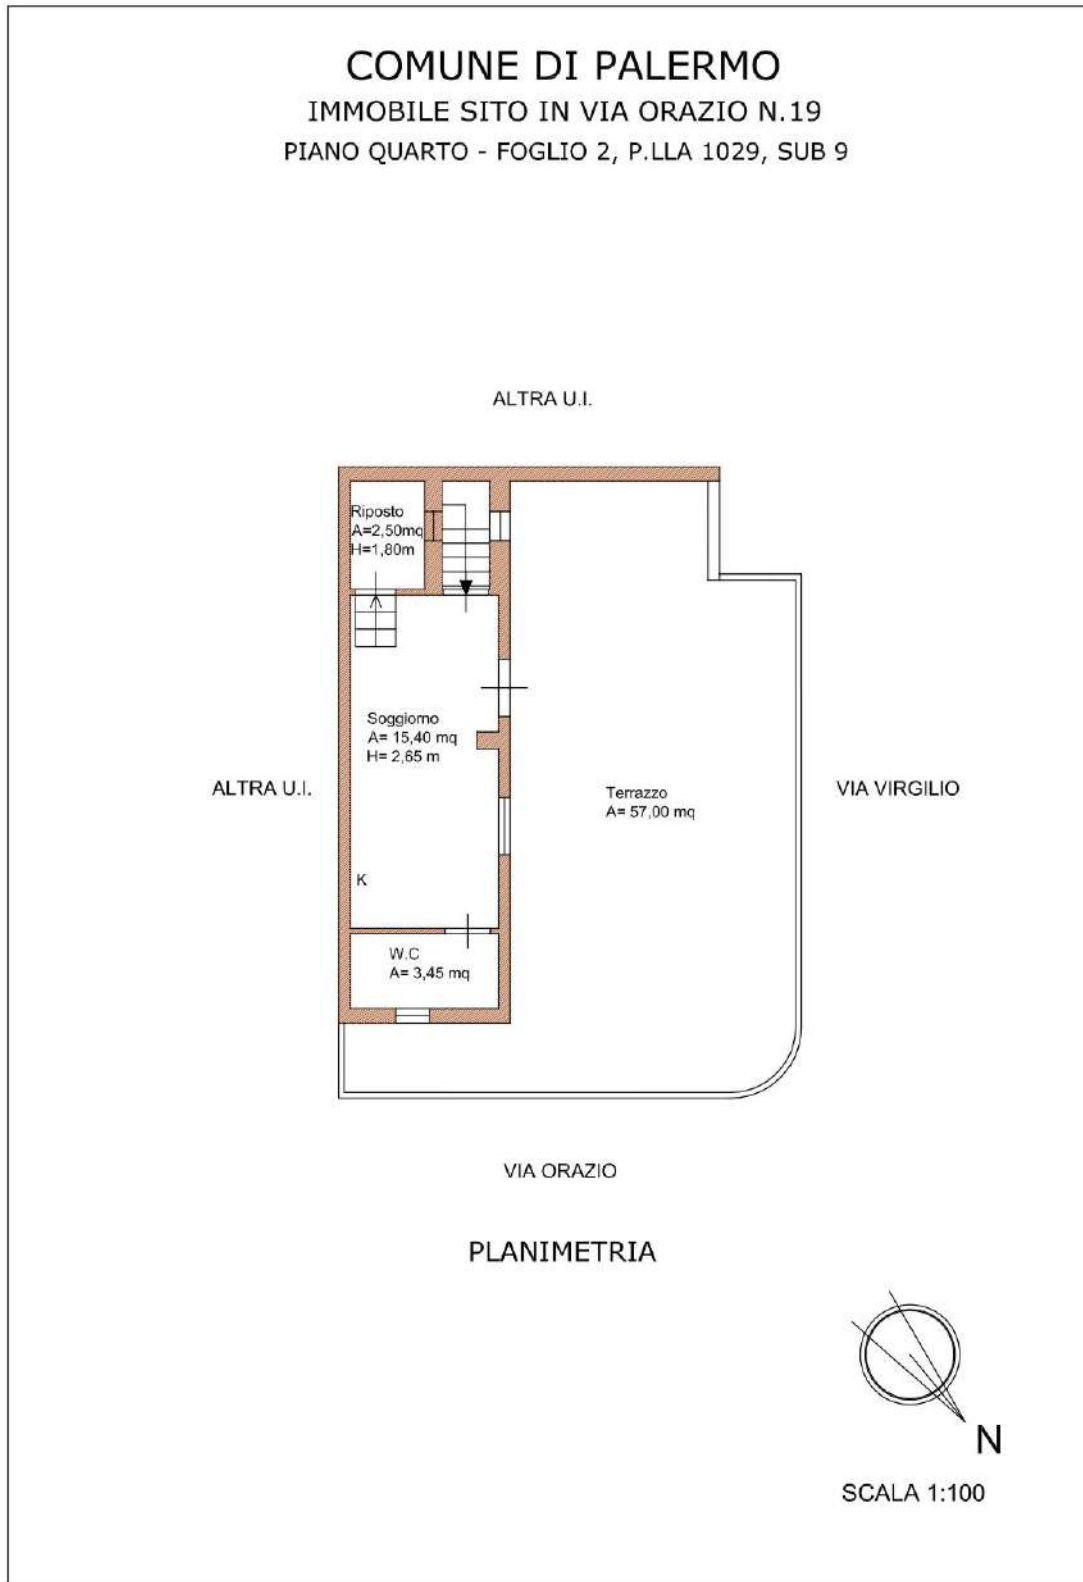 COMUNE DI PALERMO
IMMOBILE SITO IN VIA ORAZIO N.19
PIANO QUARTO - FOGLIO 2, P.LLA 1029, SUB 9
ALTRA U.I.
Riposto
A=2,50mq
H=1,80m
Soggiorno
A= 15,40 mq
H= 2,65 m
ALTRA U.I.
Terrazzo
A= 57,00 mq
VIA VIRGILIO
K
W.C
A= 3,45 mq
VIA ORAZIO
PLANIMETRIA
N
SCALA 1:100